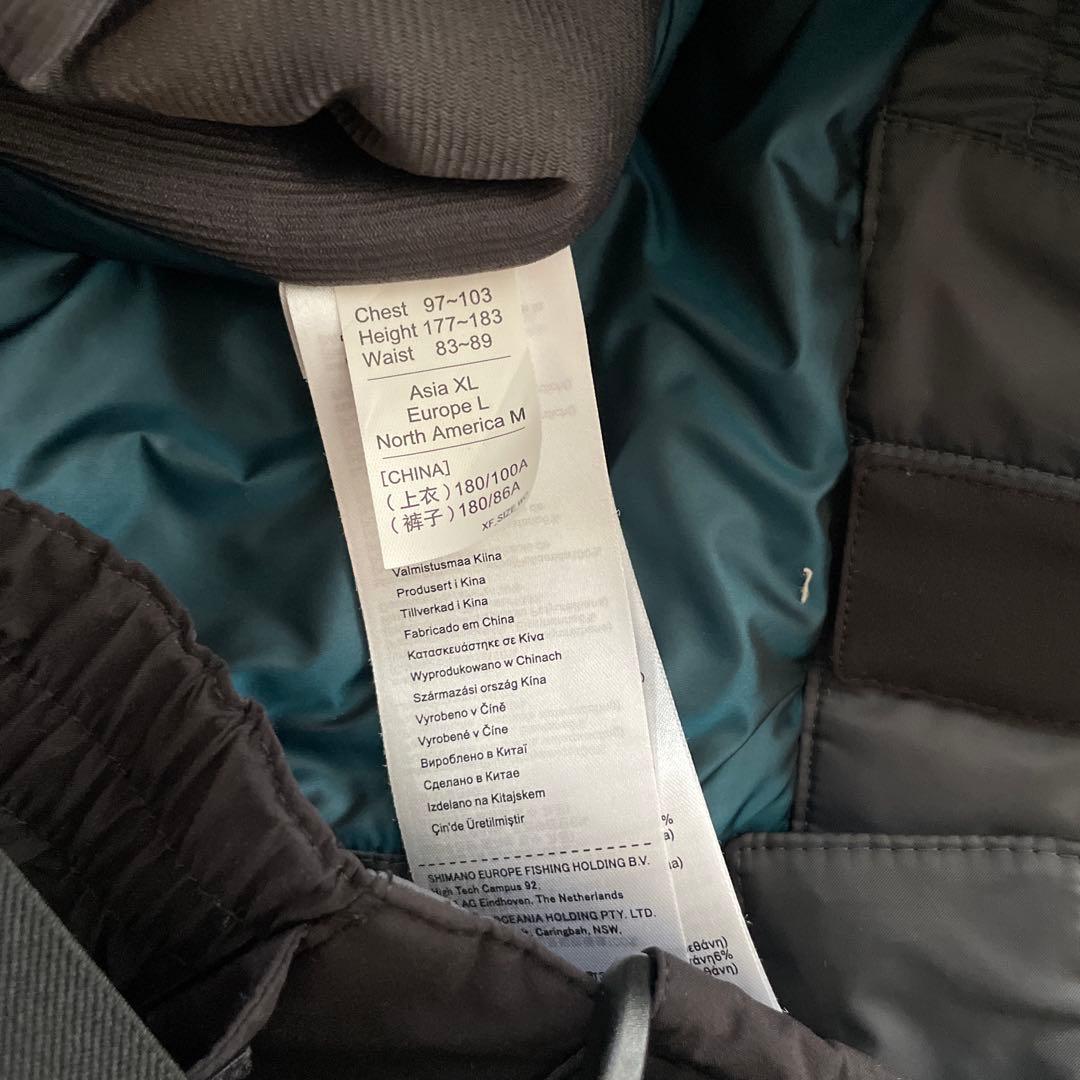 Chest 97~103
Height 177~183
Waist 83~89
Asia XL
Europe L
North America M
[CHINA]
(上衣)180/100A
(裤子)180/86A
XF.SIZE
Valmistusmaa Kiina
Produsert i Kina
Tillverkad i Kina
Fabricado em China
Κατασκευάστηκε σε Κίνα
Wyprodukowano w Chinach
Származási ország Kína
Vyrobeno v Číně
Vyrobené v Číne
Вироблено в Китаї
Сделано в Китае
Izdelano na Kitajskem
Çin'de Üretilmiştir
SHIMANO EUROPE FISHING HOLDING B.V.
High Tech Campus 92,
AG Eindhoven, The Netherlands
OCEANIA HOLDING PTY. LTD.
Caringbah, NSW,
%
6%